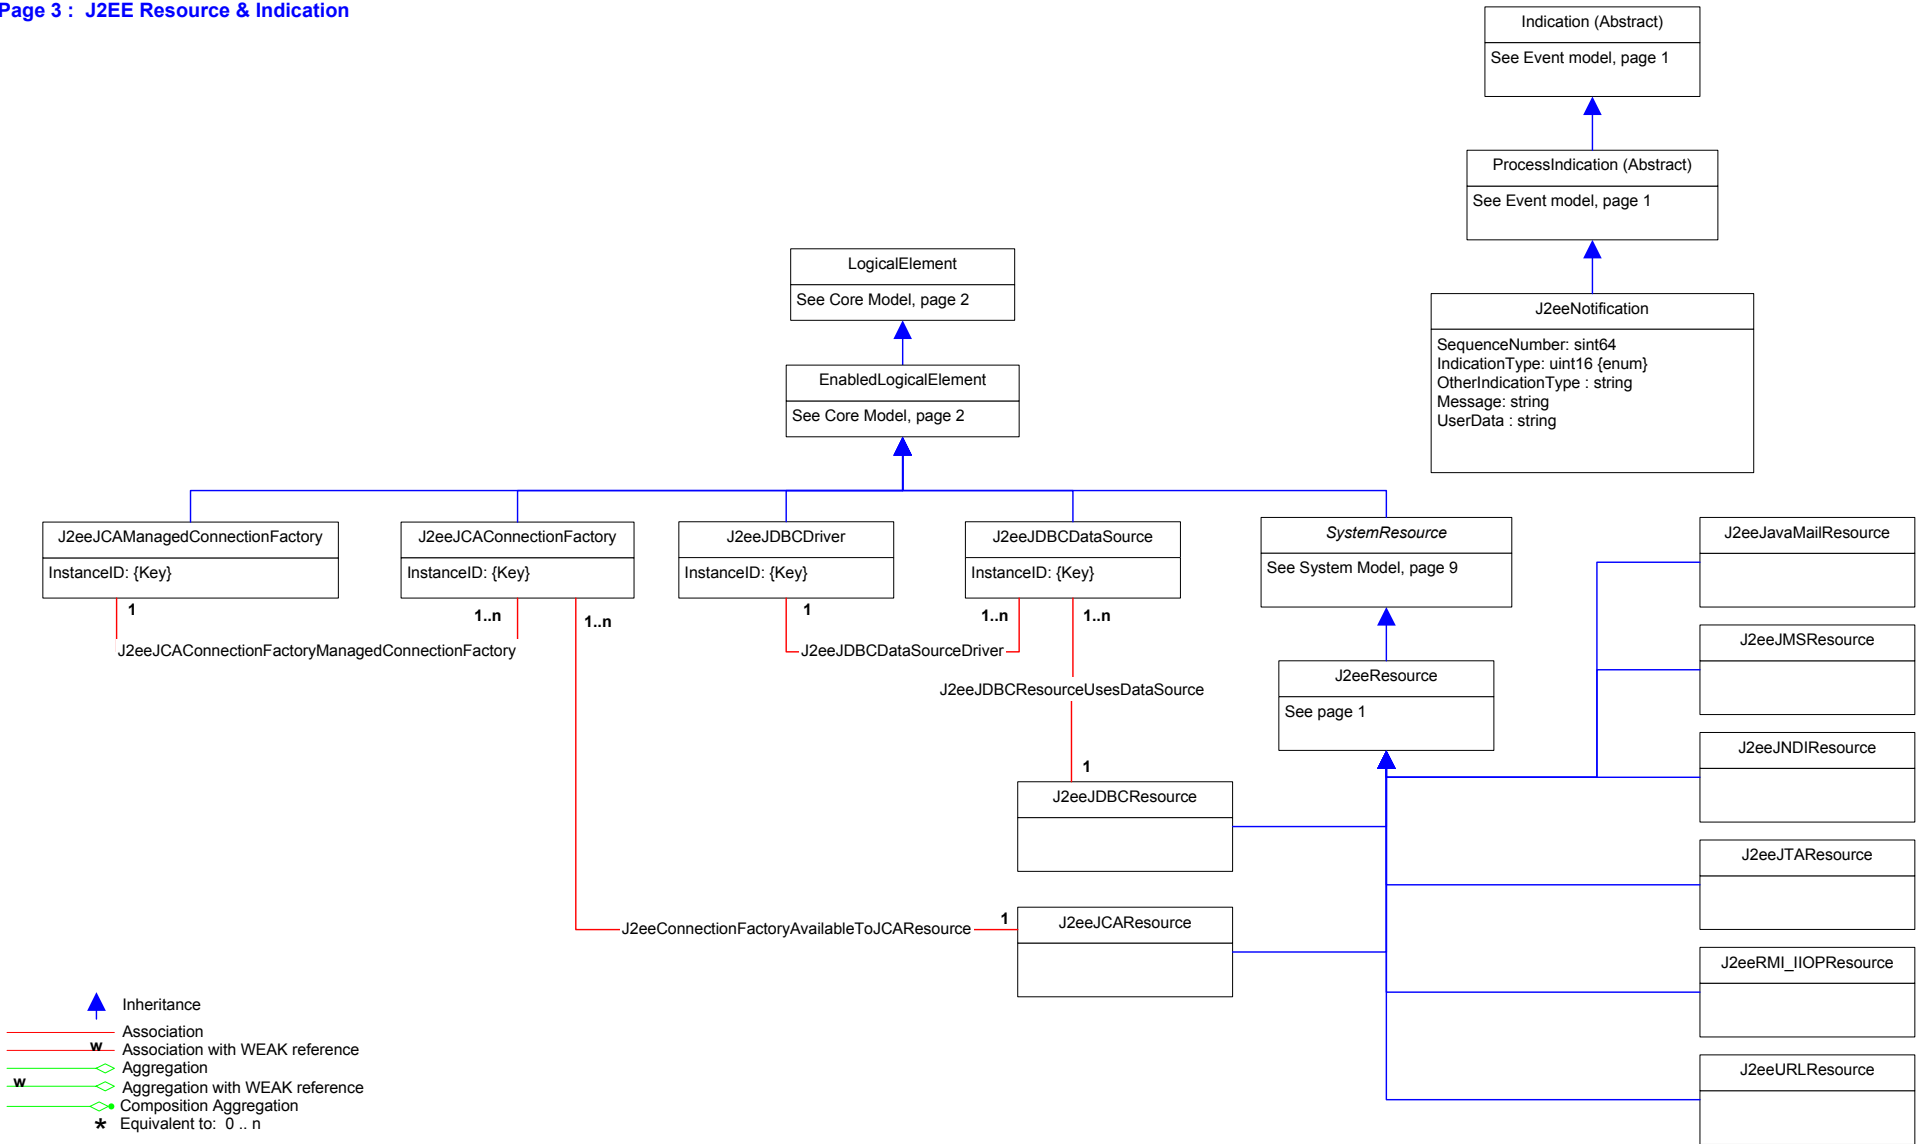 Page 3 : J2EE Resource & Indication
Indication (Abstract)
See Event model, page 1
ProcessIndication (Abstract)
See Event model, page 1
LogicalElement
See Core Model, page 2
J2eeNotification
SequenceNumber: sint64
IndicationType: uint16 {enum}
OtherIndicationType : string
Message: string
UserData : string
EnabledLogicalElement
See Core Model, page 2
J2eeJCAManagedConnectionFactory
InstanceID: {Key}
J2eeJCAConnectionFactory
InstanceID: {Key}
J2eeJDBCDriver
InstanceID: {Key}
J2eeJDBCDataSource
InstanceID: {Key}
SystemResource
See System Model, page 9
J2eeJavaMailResource
1
1..n
1..n
1
1..n
1..n
J2eeJCAConnectionFactoryManagedConnectionFactory
J2eeJDBCDataSourceDriver
J2eeJMSResource
J2eeJDBCResourceUsesDataSource
J2eeResource
See page 1
J2eeJNDIResource
1
J2eeJDBCResource
J2eeJTAResource
J2eeConnectionFactoryAvailableToJCAResource
1
J2eeJCAResource
J2eeRMI_IIOPResource
J2eeURLResource
Inheritance
Association
w Association with WEAK reference
Aggregation
w Aggregation with WEAK reference
Composition Aggregation
* Equivalent to: 0 .. n